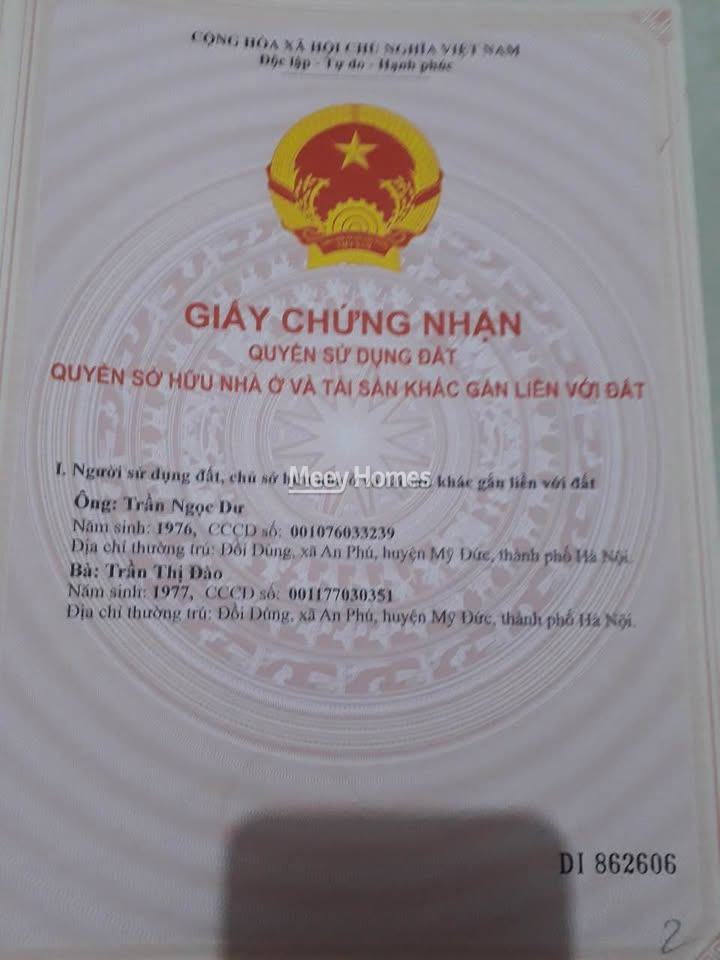 CỘNG HÒA XÃ HỘI CHỦ NGHĨA VIỆT NAM
Độc lập - Tự do - Hạnh phúc
GIẤY CHỨNG NHẬN
QUYỀN SỬ DỤNG ĐẤT
QUYỀN SỞ HỮU NHÀ Ở VÀ TÀI SẢN KHÁC GẮN LIỀN VỚI ĐẤT
I. Người sử dụng đất, chủ sở khác gắn liền với đất
Meey Homes
Ông: Trần Ngọc Dư
Năm sinh: 1976, CCCD số: 001076033239
Địa chỉ thường trú: Đồi Dùng, xã An Phú, huyện Mỹ Đức, thành phố Hà Nội.
Bà: Trần Thị Đào
Năm sinh: 1977, CCCD số: 001177030351
Địa chỉ thường trú: Đồi Dùng, xã An Phú, huyện Mỹ Đức, thành phố Hà Nội.
DI 862606
2